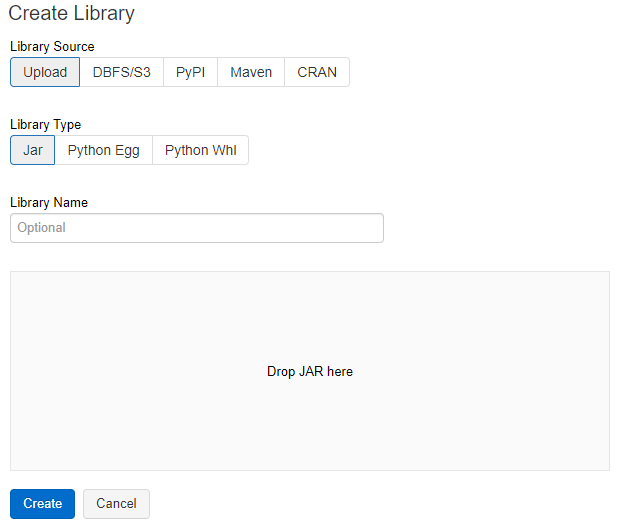 Create Library
Library Source
Upload DBFS/S3 PyPI Maven CRAN
Library Type
Jar Python Egg Python Whl
Library Name
Optional
Drop JAR here
Create Cancel